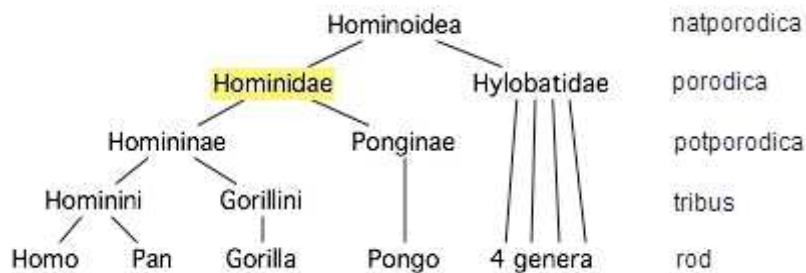 Hominoidea natporodica
Hominidae Hylobatidae porodica
Homininae Ponginae potporodica
Hominini Gorillini tribus
Homo Pan Gorilla Pongo 4 genera rod